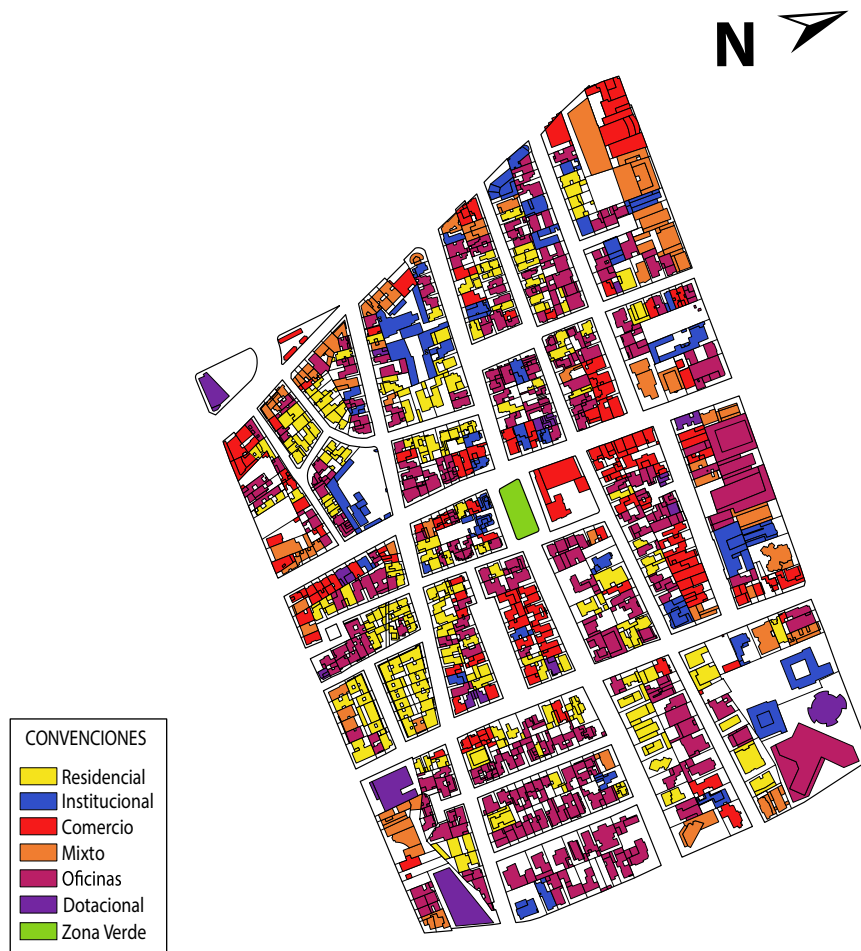 N
CONVENCIONES
Residencial
Institucional
Comercio
Mixto
Oficinas
Dotacional
Zona Verde